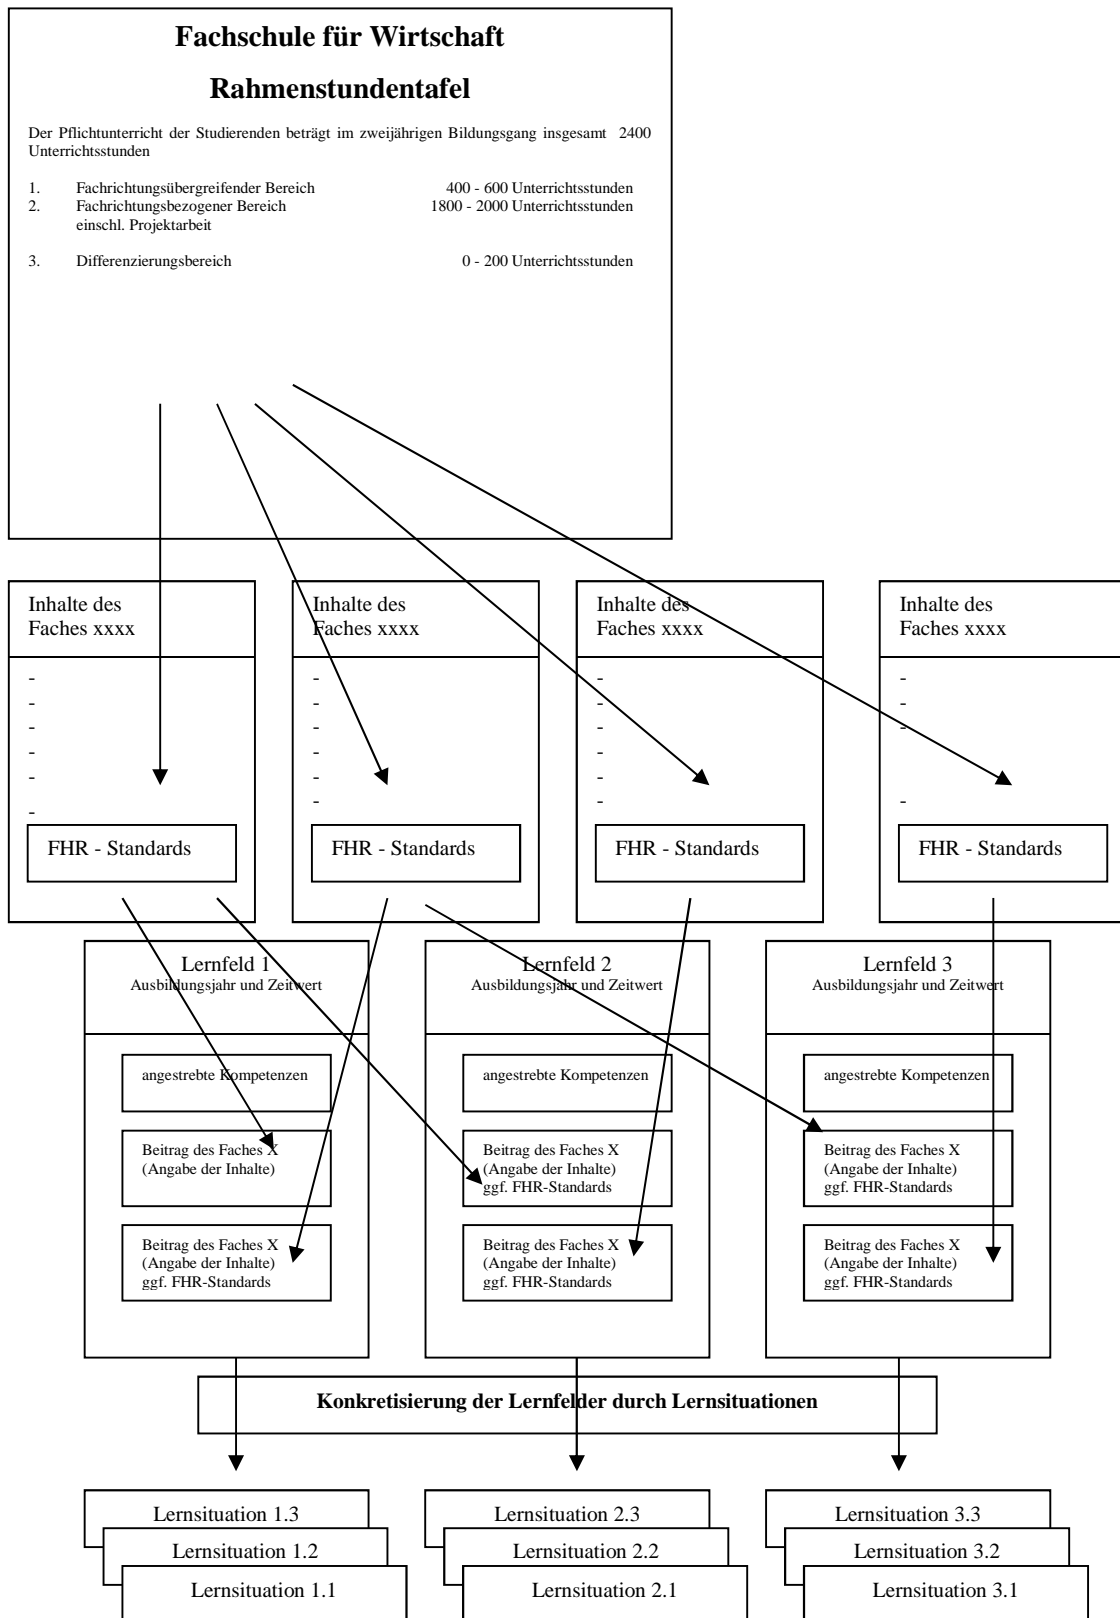 Fachschule für Wirtschaft
Rahmenstundentafel
Der Pflichtunterricht der Studierenden beträgt im zweijährigen Bildungsgang insgesamt 2400
Unterrichtsstunden
1. Fachrichtungsübergreifender Bereich 400 - 600 Unterrichtsstunden
2. Fachrichtungsbezogener Bereich 1800 - 2000 Unterrichtsstunden
einschl. Projektarbeit
3. Differenzierungsbereich 0 - 200 Unterrichtsstunden
Inhalte des
Faches xxxx
-
-
-
-
-
-
FHR - Standards
Inhalte des
Faches xxxx
-
-
-
-
-
-
FHR - Standards
Inhalte des
Faches xxxx
-
-
-
-
-
-
FHR - Standards
Inhalte des
Faches xxxx
-
-
-
-
FHR - Standards
Lernfeld 1
Ausbildungsjahr und Zeitwert
angestrebte Kompetenzen
Beitrag des Faches X
(Angabe der Inhalte)
Beitrag des Faches X
(Angabe der Inhalte)
ggf. FHR-Standards
Lernfeld 2
Ausbildungsjahr und Zeitwert
angestrebte Kompetenzen
Beitrag des Faches X
(Angabe der Inhalte)
ggf. FHR-Standards
Beitrag des Faches X
(Angabe der Inhalte)
ggf. FHR-Standards
Lernfeld 3
Ausbildungsjahr und Zeitwert
angestrebte Kompetenzen
Beitrag des Faches X
(Angabe der Inhalte)
ggf. FHR-Standards
Beitrag des Faches X
(Angabe der Inhalte)
ggf. FHR-Standards
Konkretisierung der Lernfelder durch Lernsituationen
Lernsituation 1.3
Lernsituation 1.2
Lernsituation 1.1
Lernsituation 2.3
Lernsituation 2.2
Lernsituation 2.1
Lernsituation 3.3
Lernsituation 3.2
Lernsituation 3.1